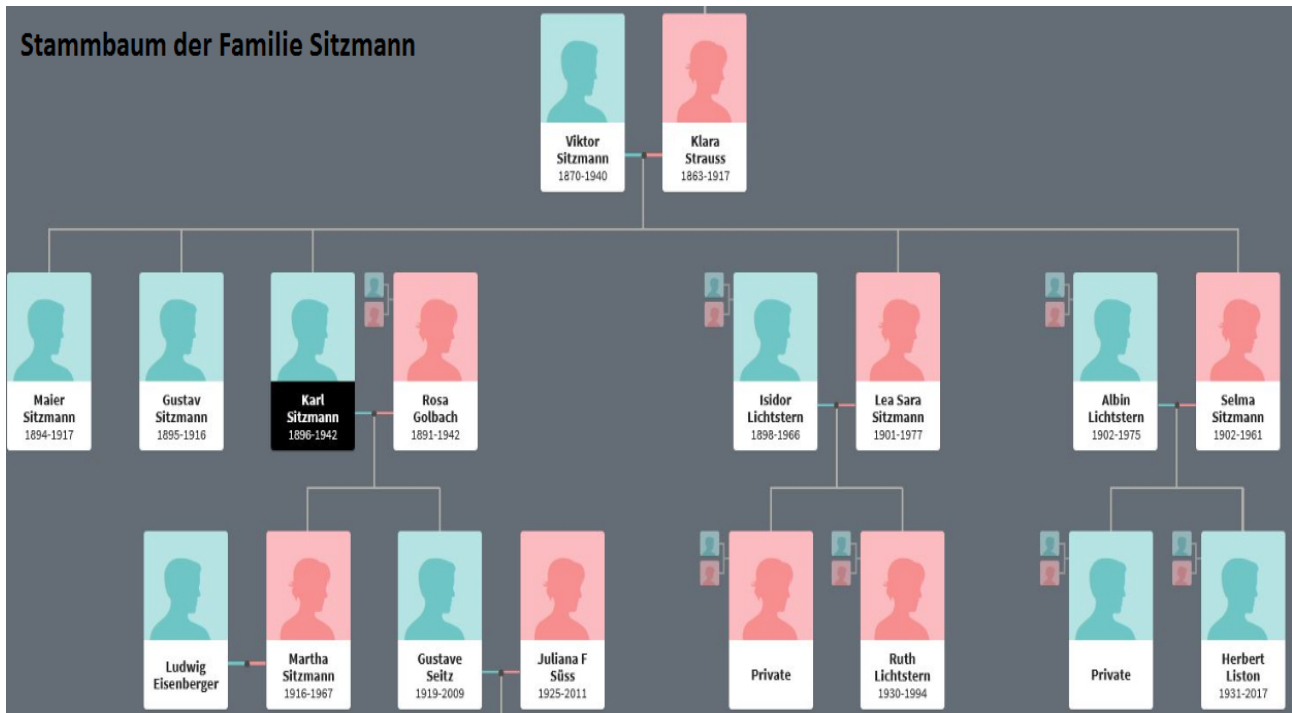 Stammbaum der Familie Sitzmann
Viktor
Sitzmann
1870-1940
Klara
Strauss
1863-1917
Maier
Sitzmann
1894-1917
Gustav
Sitzmann
1895-1916
Karl
Sitzmann
1896-1942
Rosa
Golbach
1891-1942
Isidor
Lichtstern
1898-1966
Lea Sara
Sitzmann
1901-1977
Albin
Lichtstern
1902-1975
Selma
Sitzmann
1902-1961
Ludwig
Eisenberger
Martha
Sitzmann
1916-1967
Gustave
Seitz
1919-2009
Juliana F
Süss
1925-2011
Private
Ruth
Lichtstern
1930-1994
Private
Herbert
Liston
1931-2017